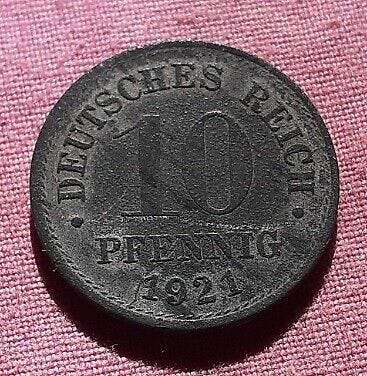 · DEUTSCHES REICH ·
10
PFENNIG
1921